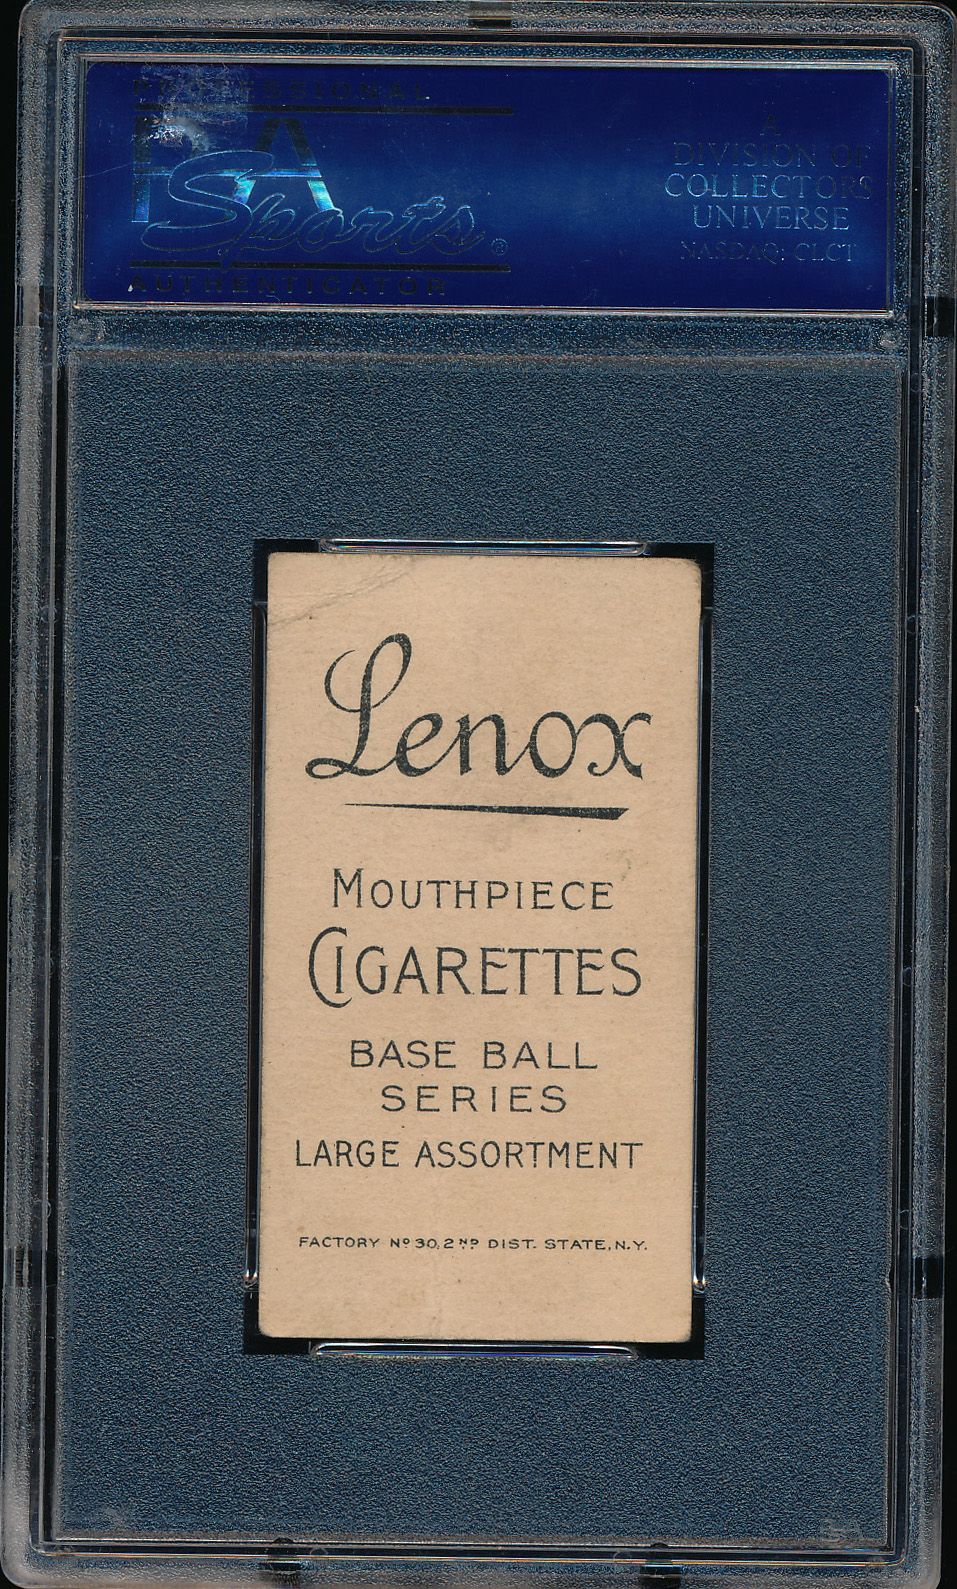 PROFESSIONAL
PSA
Sports®
AUTHENTICATOR
A
DIVISION OF
COLLECTORS
UNIVERSE
NASDAQ: CLCT
Lenox
MOUTHPIECE
CIGARETTES
BASE BALL
SERIES
LARGE ASSORTMENT
FACTORY Nº 30, 2ND DIST. STATE, N.Y.